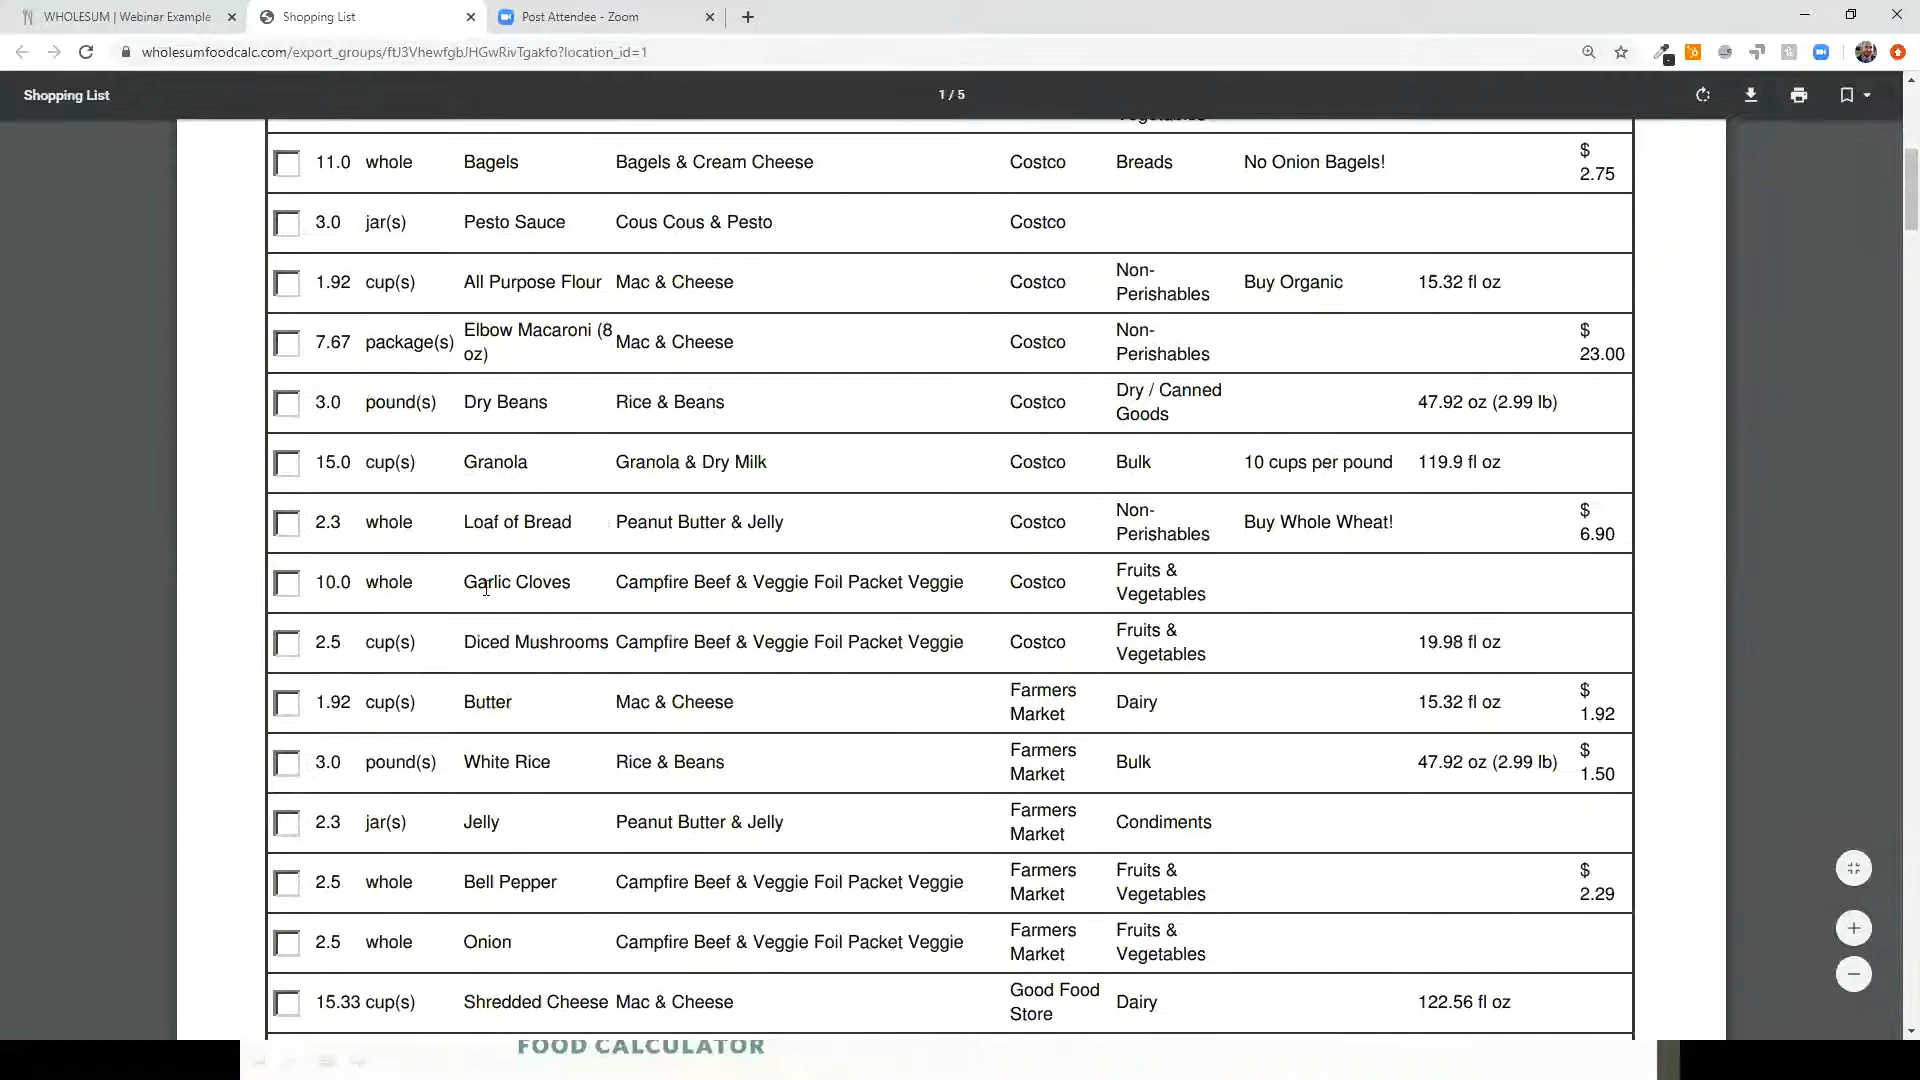 WHOLESUM | Webinar Example
Shopping List
Post Attendee - Zoom
wholesumfoodcalc.com/export_groups/ftJ3VhewfgbJHGwRivTgakfo?location_id=1
Shopping List
1 / 5
Vegetables
11.0 whole Bagels Bagels & Cream Cheese Costco Breads No Onion Bagels! $
2.75
3.0 jar(s) Pesto Sauce Cous Cous & Pesto Costco
1.92 cup(s) All Purpose Flour Mac & Cheese Costco Non-
Perishables Buy Organic 15.32 fl oz
7.67 package(s) Elbow Macaroni (8
oz) Mac & Cheese Costco Non-
Perishables $
23.00
3.0 pound(s) Dry Beans Rice & Beans Costco Dry / Canned
Goods 47.92 oz (2.99 lb)
15.0 cup(s) Granola Granola & Dry Milk Costco Bulk 10 cups per pound 119.9 fl oz
2.3 whole Loaf of Bread Peanut Butter & Jelly Costco Non-
Perishables Buy Whole Wheat! $
6.90
10.0 whole Garlic Cloves Campfire Beef & Veggie Foil Packet Veggie Costco Fruits &
Vegetables
2.5 cup(s) Diced Mushrooms Campfire Beef & Veggie Foil Packet Veggie Costco Fruits &
Vegetables 19.98 fl oz
1.92 cup(s) Butter Mac & Cheese Farmers
Market Dairy 15.32 fl oz $
1.92
3.0 pound(s) White Rice Rice & Beans Farmers
Market Bulk 47.92 oz (2.99 lb) $
1.50
2.3 jar(s) Jelly Peanut Butter & Jelly Farmers
Market Condiments
2.5 whole Bell Pepper Campfire Beef & Veggie Foil Packet Veggie Farmers
Market Fruits &
Vegetables $
2.29
2.5 whole Onion Campfire Beef & Veggie Foil Packet Veggie Farmers
Market Fruits &
Vegetables
15.33 cup(s) Shredded Cheese Mac & Cheese Good Food
Store Dairy 122.56 fl oz
FOOD CALCULATOR